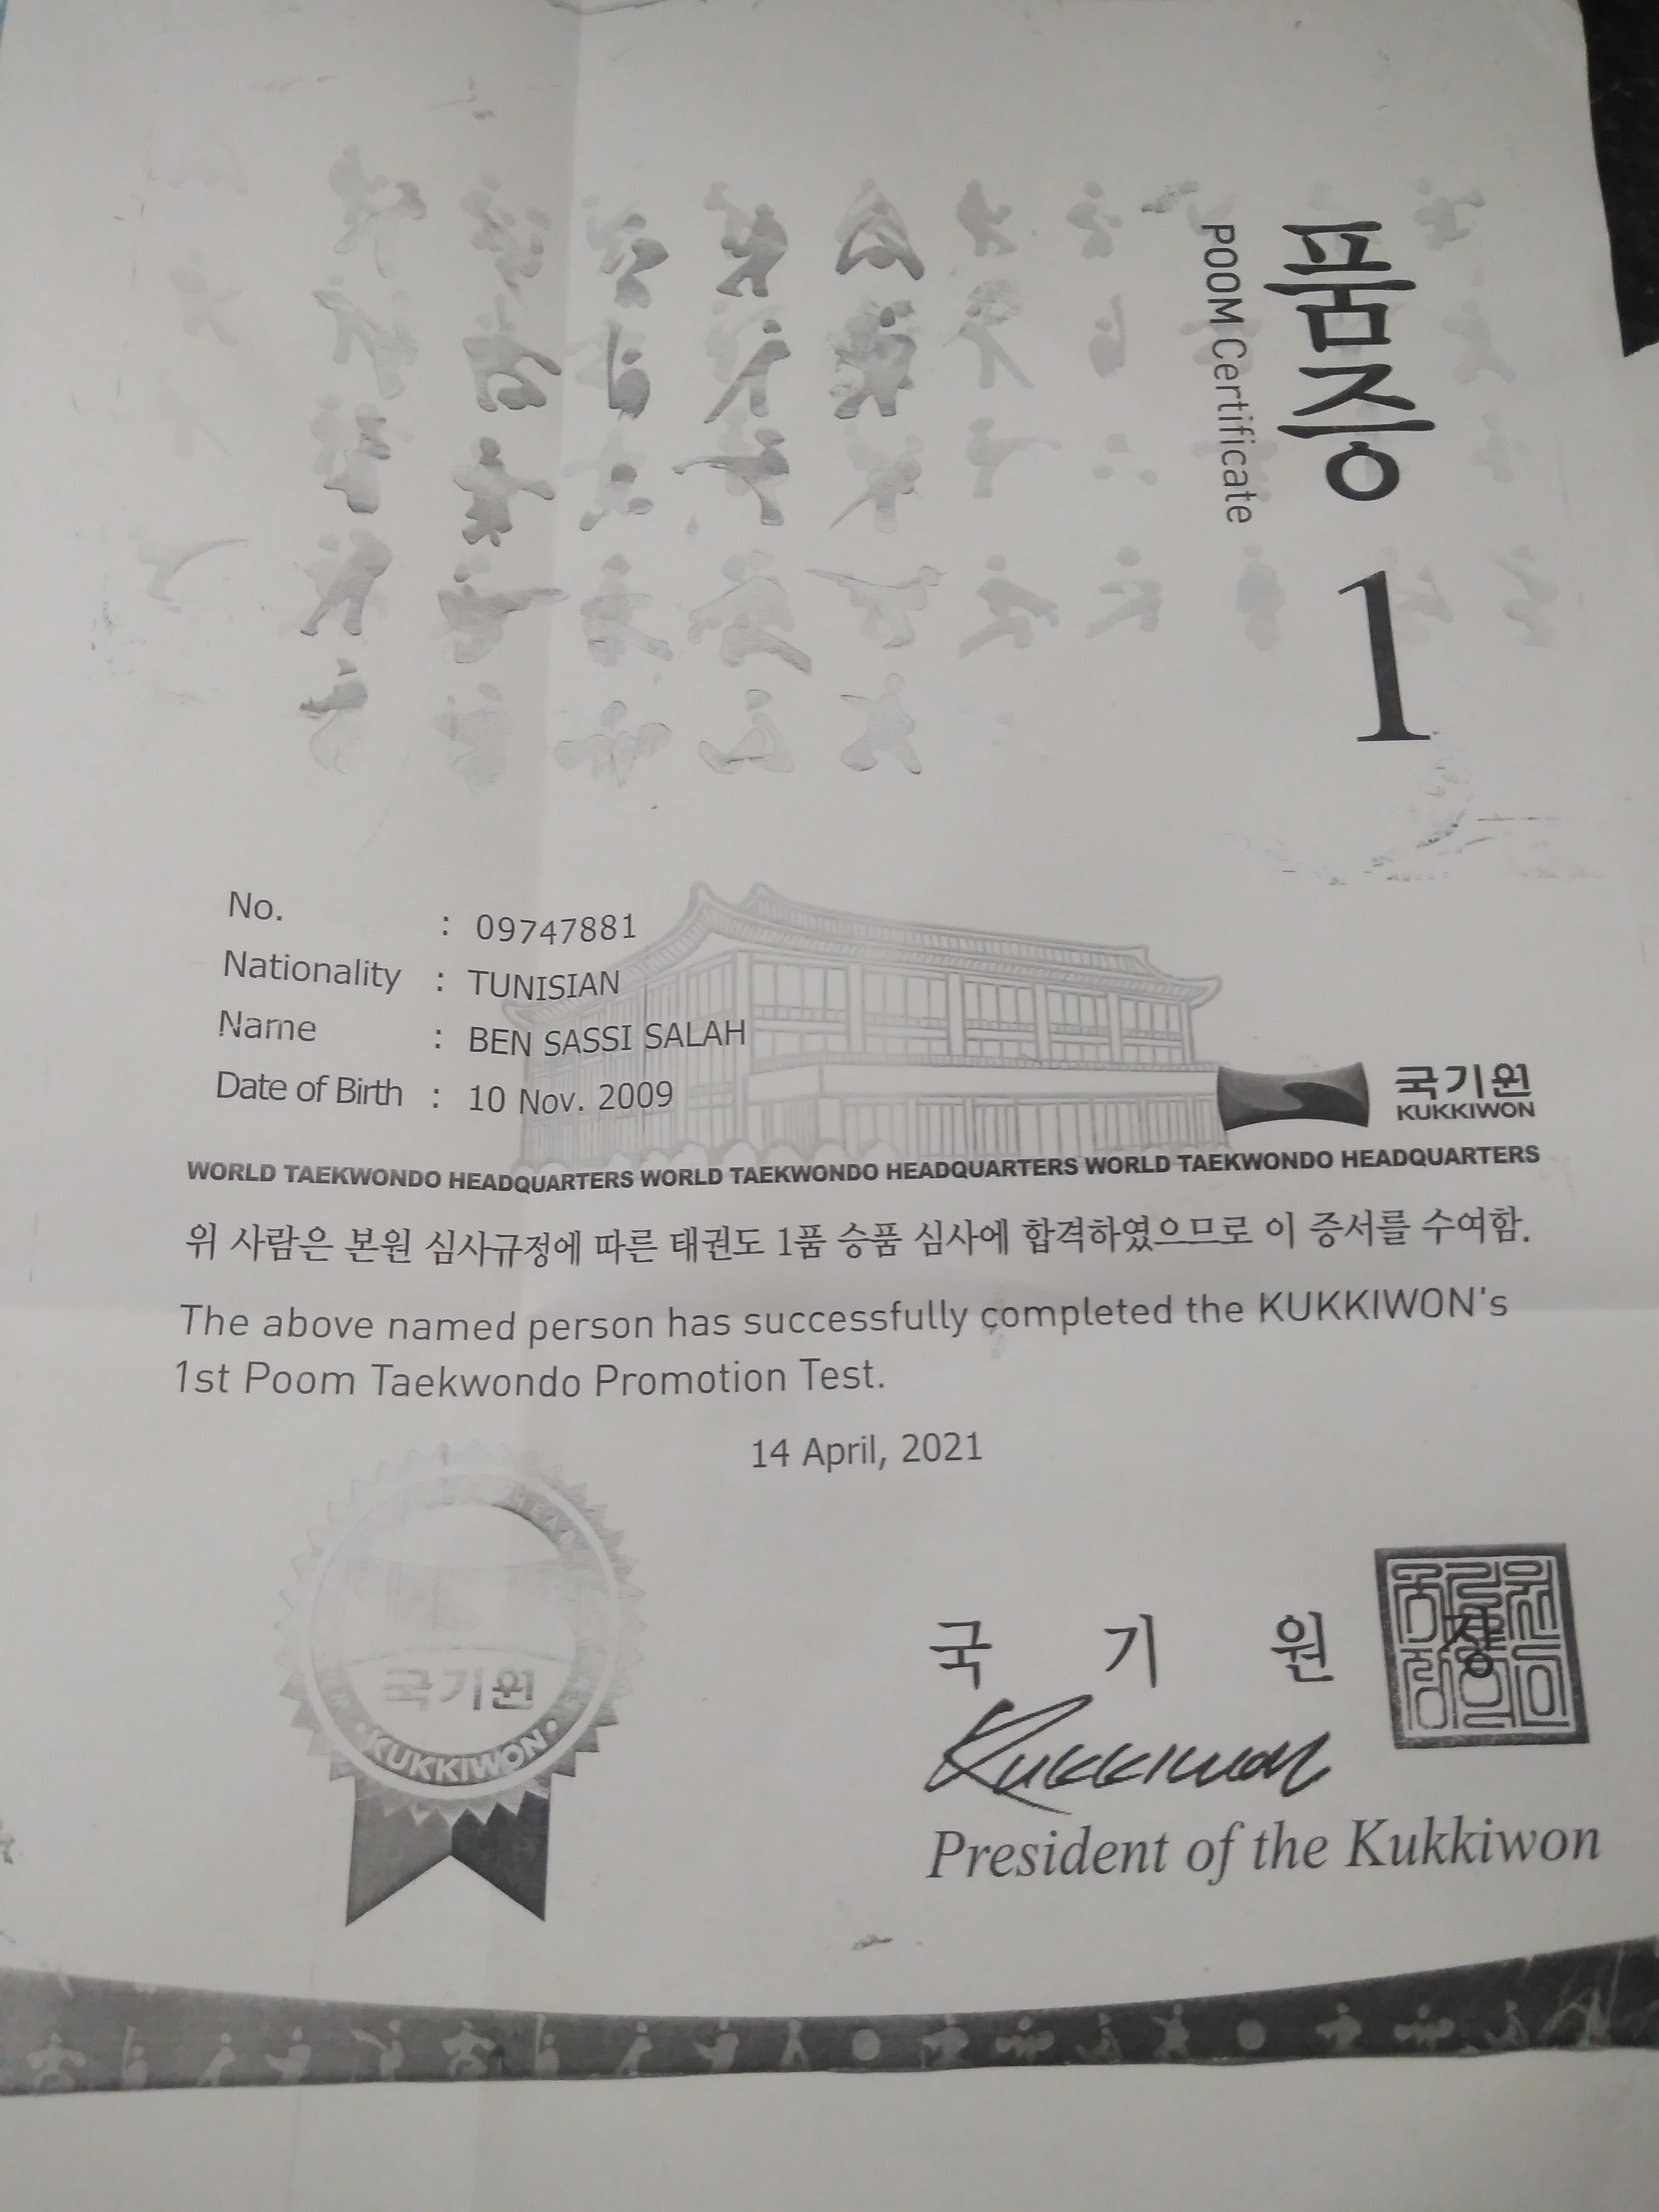 품증 1
POOM Certificate
No. : 09747881
Nationality : TUNISIAN
Name : BEN SASSI SALAH
Date of Birth : 10 Nov. 2009
국기원
KUKKIWON
WORLD TAEKWONDO HEADQUARTERS WORLD TAEKWONDO HEADQUARTERS WORLD TAEKWONDO HEADQUARTERS
위 사람은 본원 심사규정에 따른 태권도 1품 승품 심사에 합격하였으므로 이 증서를 수여함.
The above named person has successfully completed the KUKKIWON's
1st Poom Taekwondo Promotion Test.
14 April, 2021
국기원
KUKKIWON
국 기 원 장
Kukkiwon
President of the Kukkiwon